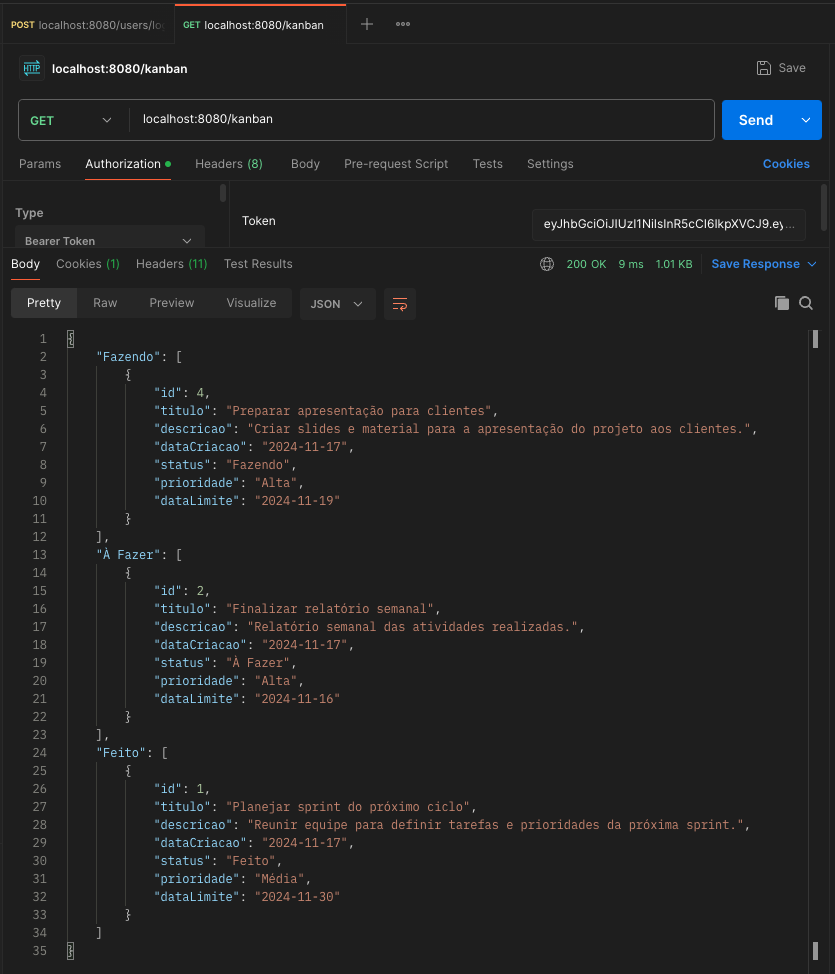 POST localhost:8080/users/lo
GET localhost:8080/kanban
HTTP localhost:8080/kanban Save
GET localhost:8080/kanban Send
Params Authorization Headers (8) Body Pre-request Script Tests Settings Cookies
Type
Bearer Token
Token eyJhbGciOiJIUzI1NiIsInR5cCI6IkpXVCJ9.ey...
Body Cookies (1) Headers (11) Test Results 200 OK 9 ms 1.01 KB Save Response
Pretty Raw Preview Visualize JSON
1 {
2 "Fazendo": [
3 {
4 "id": 4,
5 "titulo": "Preparar apresentação para clientes",
6 "descricao": "Criar slides e material para a apresentação do projeto aos clientes.",
7 "dataCriacao": "2024-11-17",
8 "status": "Fazendo",
9 "prioridade": "Alta",
10 "dataLimite": "2024-11-19"
11 }
12 ],
13 "À Fazer": [
14 {
15 "id": 2,
16 "titulo": "Finalizar relatório semanal",
17 "descricao": "Relatório semanal das atividades realizadas.",
18 "dataCriacao": "2024-11-17",
19 "status": "À Fazer",
20 "prioridade": "Alta",
21 "dataLimite": "2024-11-16"
22 }
23 ],
24 "Feito": [
25 {
26 "id": 1,
27 "titulo": "Planejar sprint do próximo ciclo",
28 "descricao": "Reunir equipe para definir tarefas e prioridades da próxima sprint.",
29 "dataCriacao": "2024-11-17",
30 "status": "Feito",
31 "prioridade": "Média",
32 "dataLimite": "2024-11-30"
33 }
34 ]
35 }